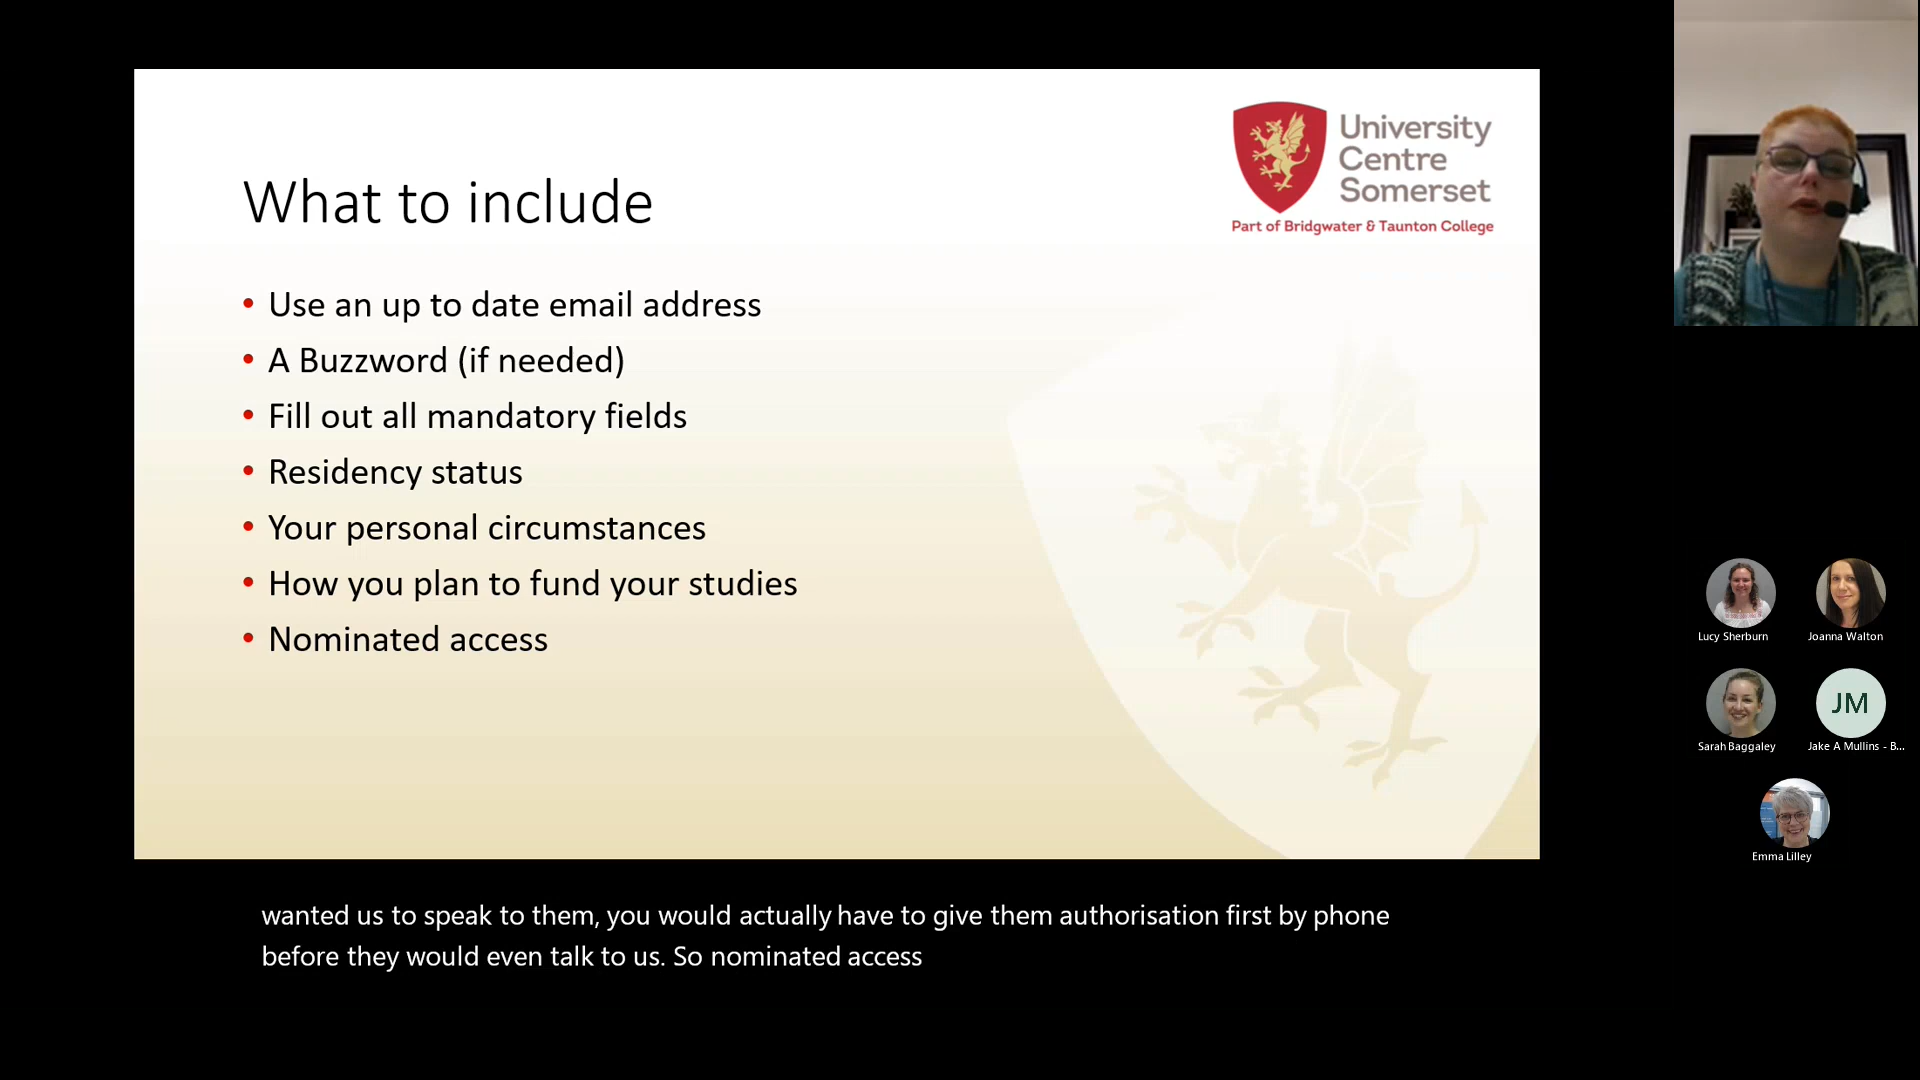 What to include
University
Centre
Somerset
Part of Bridgwater & Taunton College
• Use an up to date email address
• A Buzzword (if needed)
• Fill out all mandatory fields
• Residency status
• Your personal circumstances
• How you plan to fund your studies
• Nominated access
Lucy Sherburn
Joanna Walton
JM
Sarah Baggaley
Jake A Mullins - B...
Emma Lilley
wanted us to speak to them, you would actually have to give them authorisation first by phone
before they would even talk to us. So nominated access